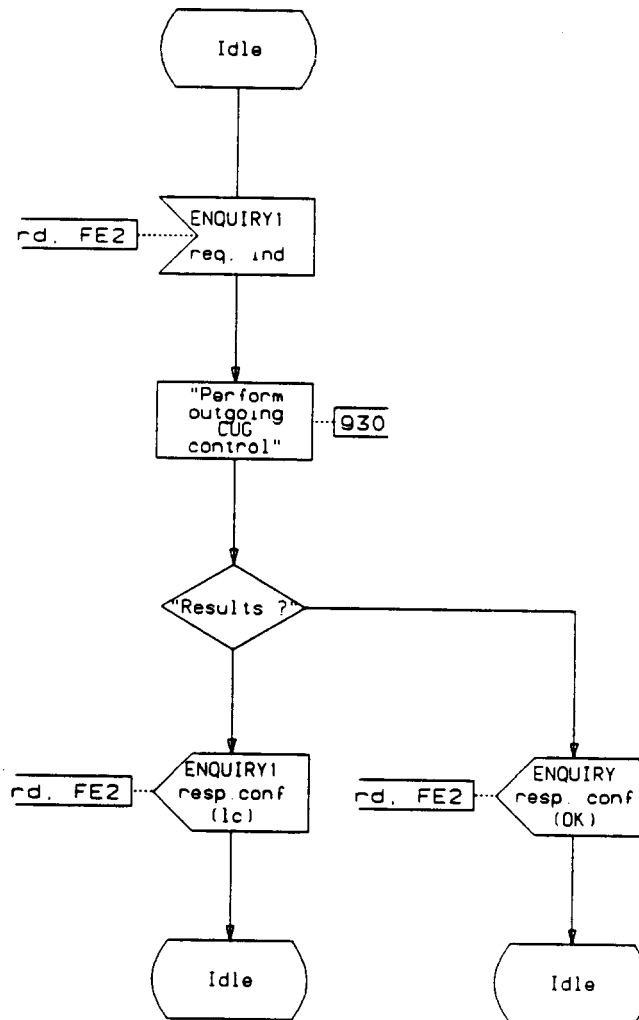 Idle
ENQUIRY1
rd. FE2
req. ind
"Perform
outgoing
CUG
control"
930
"Results ?"
ENQUIRY1
resp.conf
(lc)
rd. FE2
ENQUIRY
resp. conf
(OK)
rd. FE2
Idle
Idle